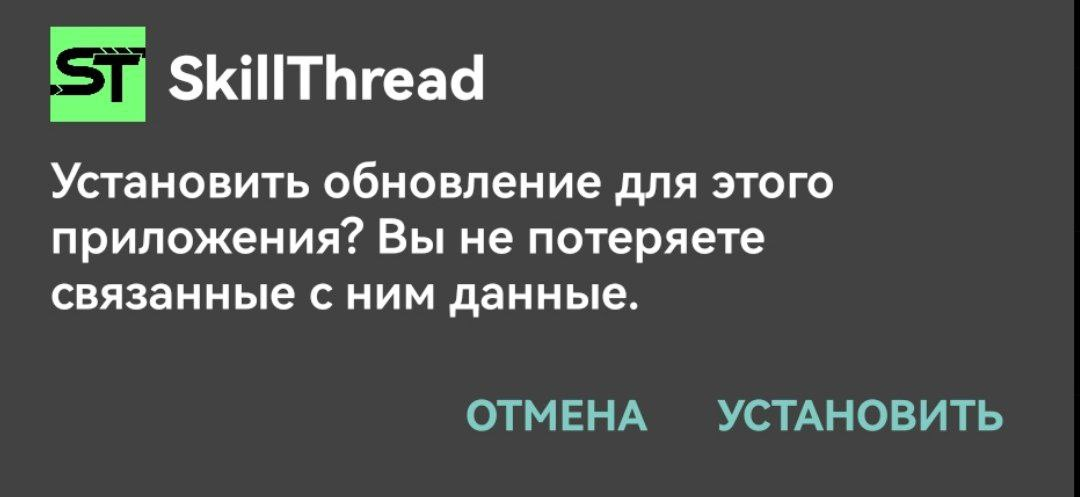 ST SkillThread
Установить обновление для этого
приложения? Вы не потеряете
связанные с ним данные.
ОТМЕНА УСТАНОВИТЬ